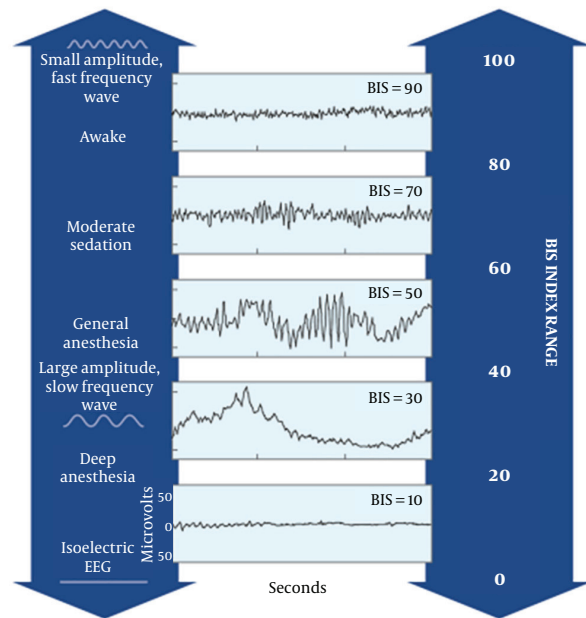 Small amplitude,
fast frequency
wave
Awake
Moderate
sedation
General
anesthesia
Large amplitude,
slow frequency
wave
Deep
anesthesia
Isoelectric
EEG
BIS = 90
BIS = 70
BIS = 50
BIS = 30
BIS = 10
Microvolts
50
0
50
Seconds
100
80
60
40
20
0
BIS INDEX RANGE